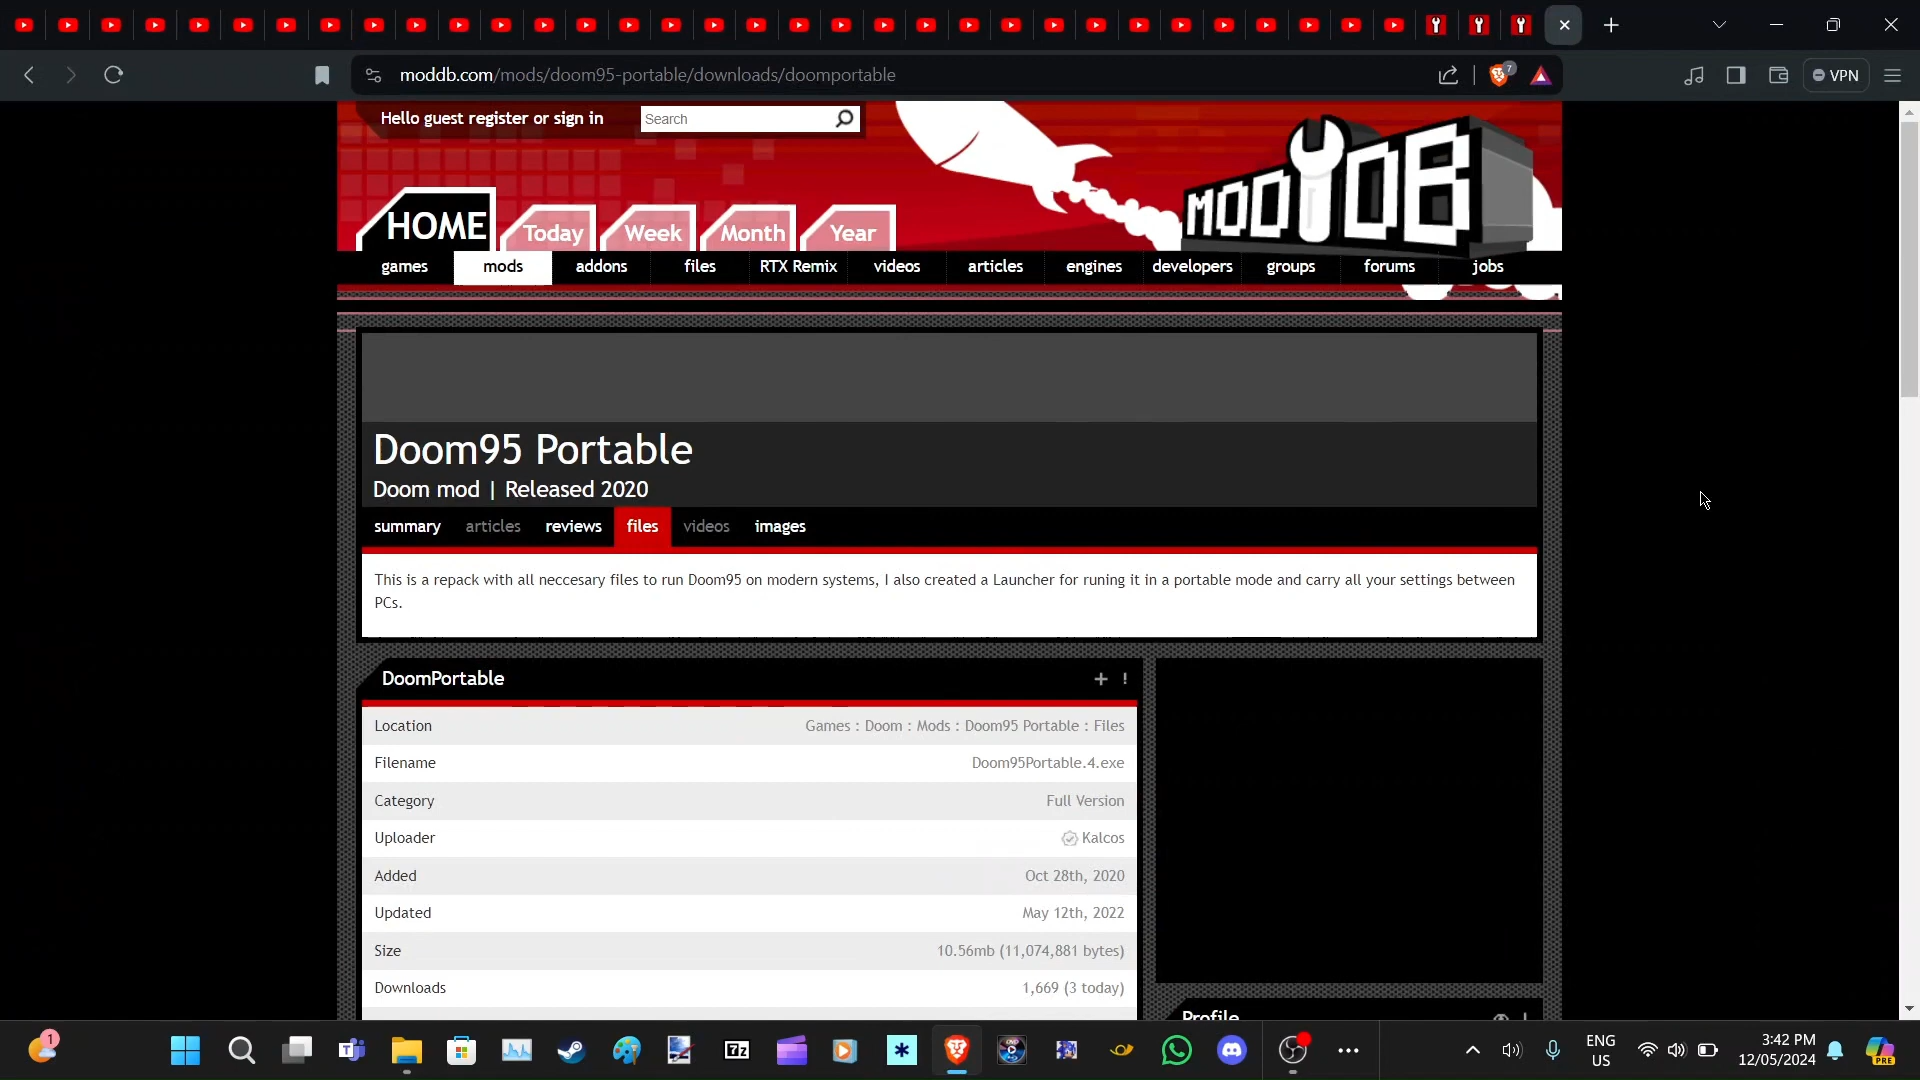 moddb.com/mods/doom95-portable/downloads/doomportable
7
VPN
Hello guest register or sign in
Search
MODDB
HOME
Today
Week
Month
Year
games
mods
addons
files
RTX Remix
videos
articles
engines
developers
groups
forums
jobs
Doom95 Portable
Doom mod | Released 2020
summary
articles
reviews
files
videos
images
This is a repack with all neccesary files to run Doom95 on modern systems, I also created a Launcher for runing it in a portable mode and carry all your settings between
PCs.
DoomPortable
+ !
Location
Games : Doom : Mods : Doom95 Portable : Files
Filename
Doom95Portable.4.exe
Category
Full Version
Uploader
Kalcos
Added
Oct 28th, 2020
Updated
May 12th, 2022
Size
10.56mb (11,074,881 bytes)
Downloads
1,669 (3 today)
Profile
1
7z
ENG
US
3:42 PM
12/05/2024
PRE